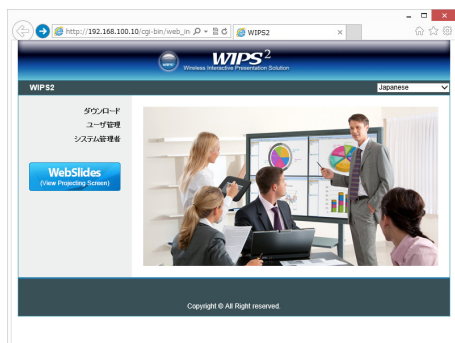 http://192.168.100.10/cgi-bin/web_in
WIPS2
WiPS
WIPS2
Wireless Interactive Presentation Solution
WIPS2
Japanese
ダウンロード
ユーザ管理
システム管理者
WebSlides
(View Projecting Screen)
Copyright © All Right reserved.